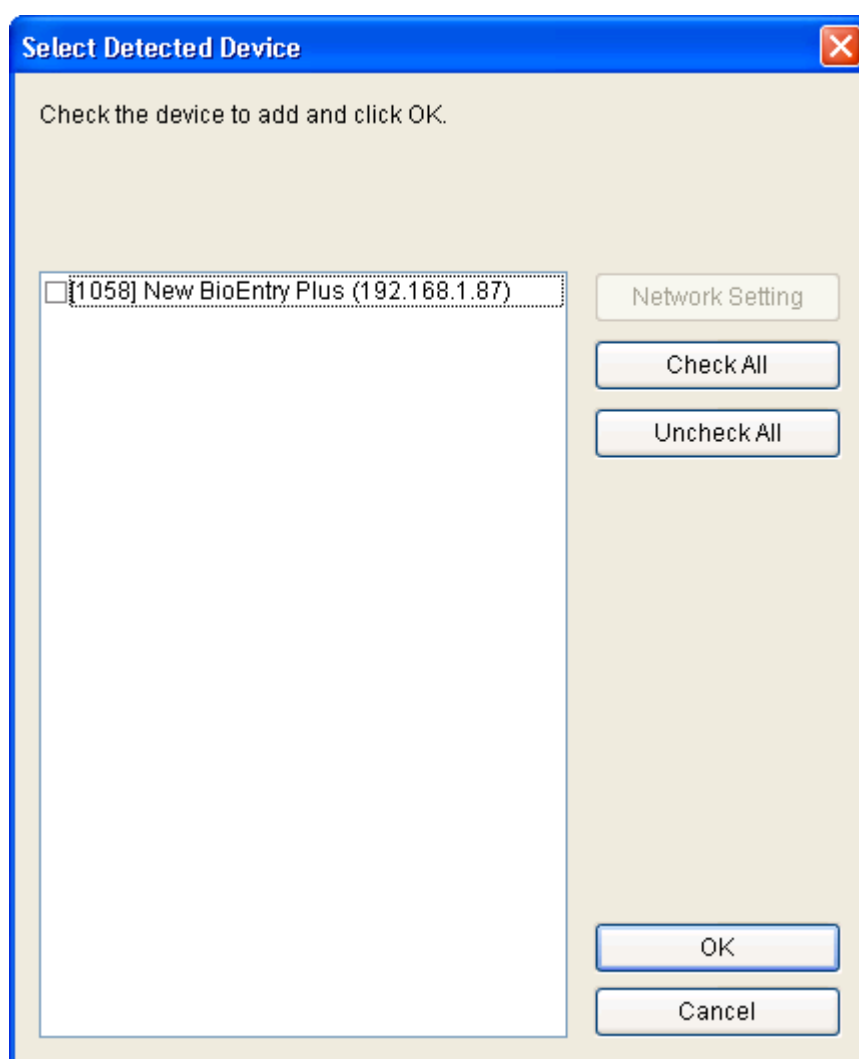 Select Detected Device
Check the device to add and click OK.
[1058] New BioEntry Plus (192.168.1.87)
Network Setting
Check All
Uncheck All
OK
Cancel